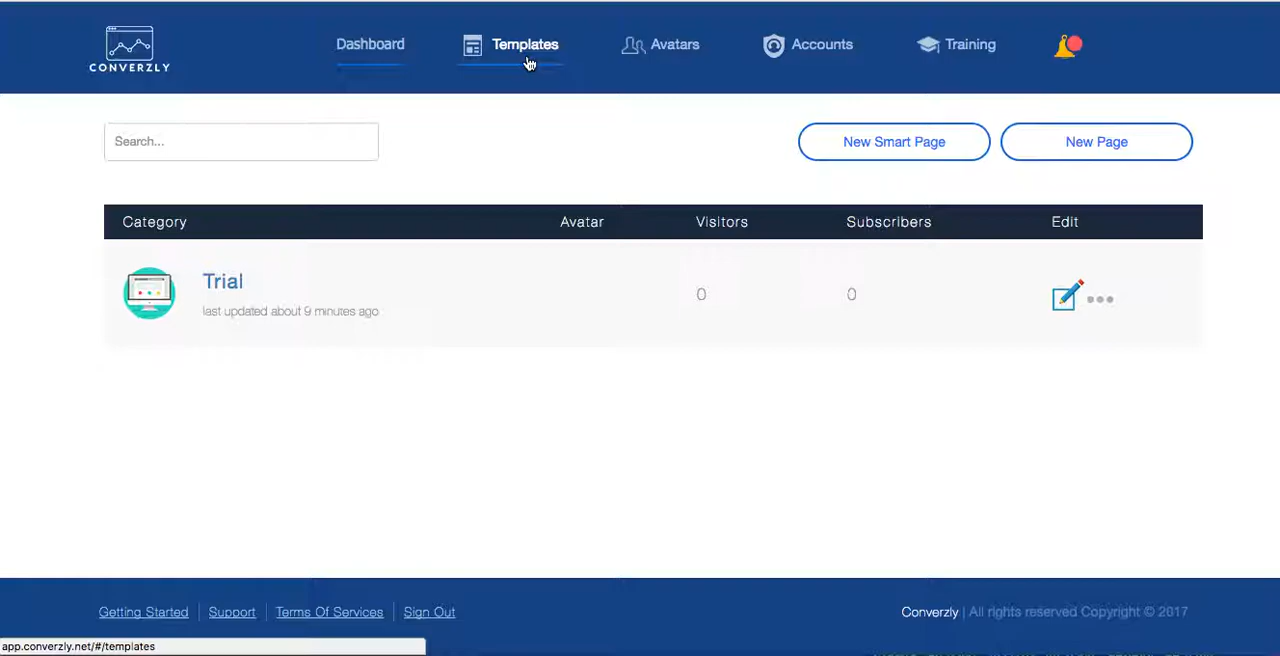 CONVERZLY
Dashboard Templates Avatars Accounts Training
Search... New Smart Page New Page
Category Avatar Visitors Subscribers Edit
Trial
last updated about 9 minutes ago 0 0
Getting Started Support Terms Of Services Sign Out Converzly | All rights reserved Copyright © 2017
app.converzly.net/#/templates